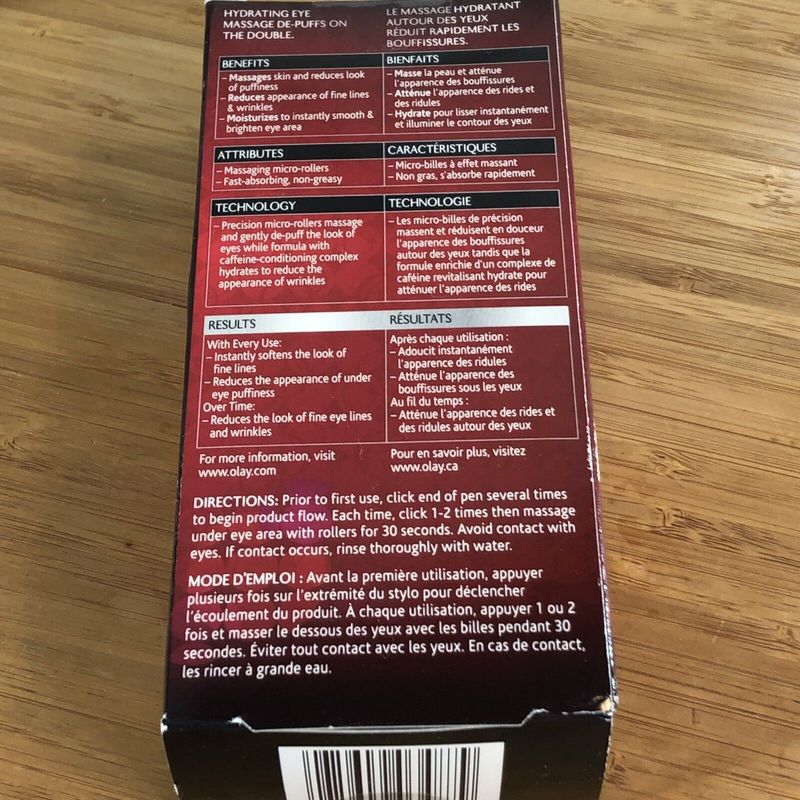 HYDRATING EYE
MASSAGE DE-PUFFS ON
THE DOUBLE.
LE MASSAGE HYDRATANT
AUTOUR DES YEUX
RÉDUIT RAPIDEMENT LES
BOUFFISSURES.
BENEFITS
– Massages skin and reduces look
of puffiness
– Reduces appearance of fine lines
& wrinkles
– Moisturizes to instantly smooth &
brighten eye area
BIENFAITS
– Masse la peau et atténue
l'apparence des bouffissures
– Atténue l'apparence des rides et
des ridules
– Hydrate pour lisser instantanément
et illuminer le contour des yeux
ATTRIBUTES
– Massaging micro-rollers
– Fast-absorbing, non-greasy
CARACTÉRISTIQUES
– Micro-billes à effet massant
– Non gras, s'absorbe rapidement
TECHNOLOGY
– Precision micro-rollers massage
and gently de-puff the look of
eyes while formula with
caffeine-conditioning complex
hydrates to reduce the
appearance of wrinkles
TECHNOLOGIE
– Les micro-billes de précision
massent et réduisent en douceur
l'apparence des bouffissures
autour des yeux tandis que la
formule enrichie d'un complexe de
caféine revitalisant hydrate pour
atténuer l'apparence des rides
RESULTS
With Every Use:
– Instantly softens the look of
fine lines
– Reduces the appearance of under
eye puffiness
Over Time:
– Reduces the look of fine eye lines
and wrinkles
RÉSULTATS
Après chaque utilisation :
– Adoucit instantanément
l'apparence des ridules
– Atténue l'apparence des
bouffissures sous les yeux
Au fil du temps :
– Atténue l'apparence des rides et
des ridules autour des yeux
For more information, visit
www.olay.com
Pour en savoir plus, visitez
www.olay.ca
DIRECTIONS: Prior to first use, click end of pen several times
to begin product flow. Each time, click 1-2 times then massage
under eye area with rollers for 30 seconds. Avoid contact with
eyes. If contact occurs, rinse thoroughly with water.
MODE D'EMPLOI : Avant la première utilisation, appuyer
plusieurs fois sur l'extrémité du stylo pour déclencher
l'écoulement du produit. À chaque utilisation, appuyer 1 ou 2
fois et masser le dessous des yeux avec les billes pendant 30
secondes. Éviter tout contact avec les yeux. En cas de contact,
les rincer à grande eau.